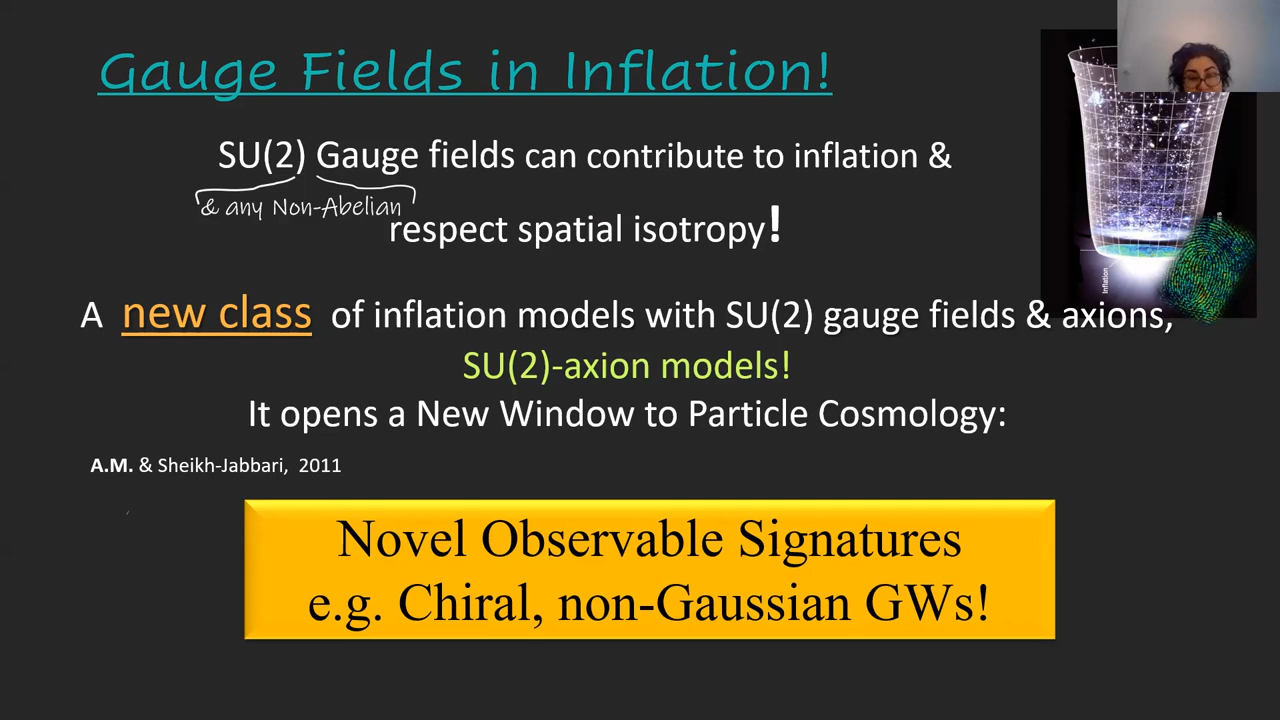 Gauge Fields in Inflation!
SU(2) Gauge fields can contribute to inflation &
& any Non-Abelian
respect spatial isotropy!
A new class of inflation models with SU(2) gauge fields & axions,
SU(2)-axion models!
It opens a New Window to Particle Cosmology:
A.M. & Sheikh-Jabbari, 2011
Novel Observable Signatures
e.g. Chiral, non-Gaussian GWs!
Inflation